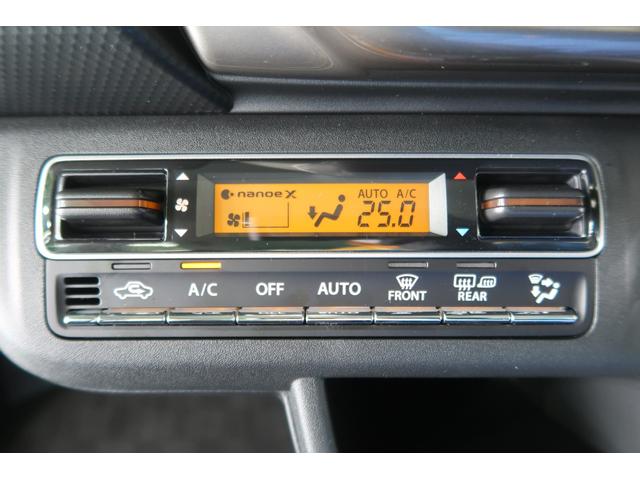 nanoe X
AUTO A/C
25.0
A/C OFF AUTO FRONT REAR